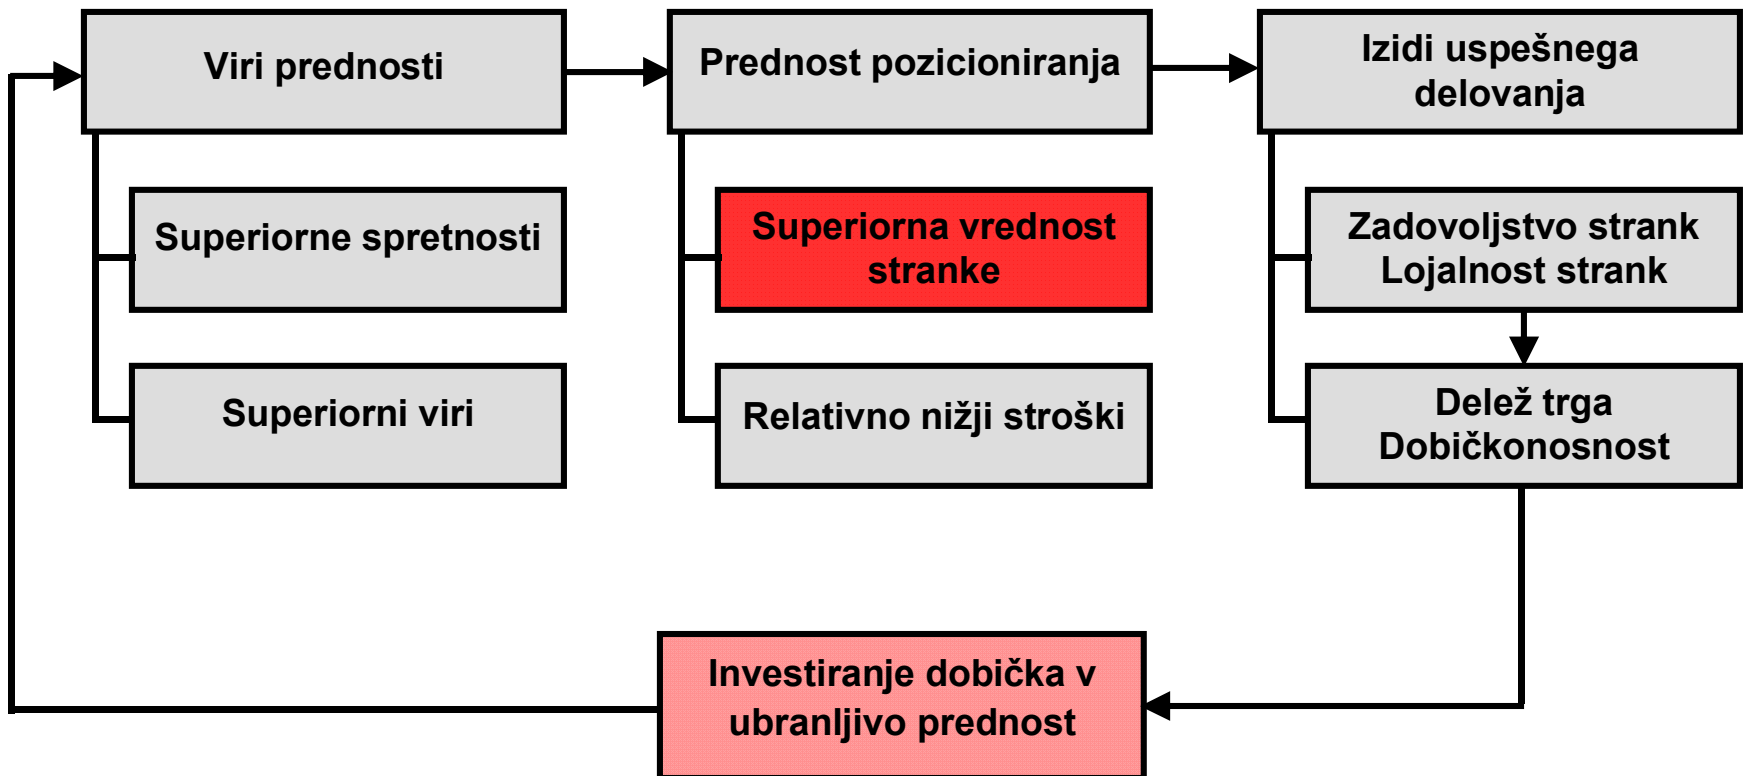 Viri prednosti
Prednost pozicioniranja
Izidi uspešnega
delovanja
Superiorne spretnosti
Superiorna vrednost
stranke
Zadovoljstvo strank
Lojalnost strank
Superiorni viri
Relativno nižji stroški
Delež trga
Dobičkonosnost
Investiranje dobička v
ubranljivo prednost